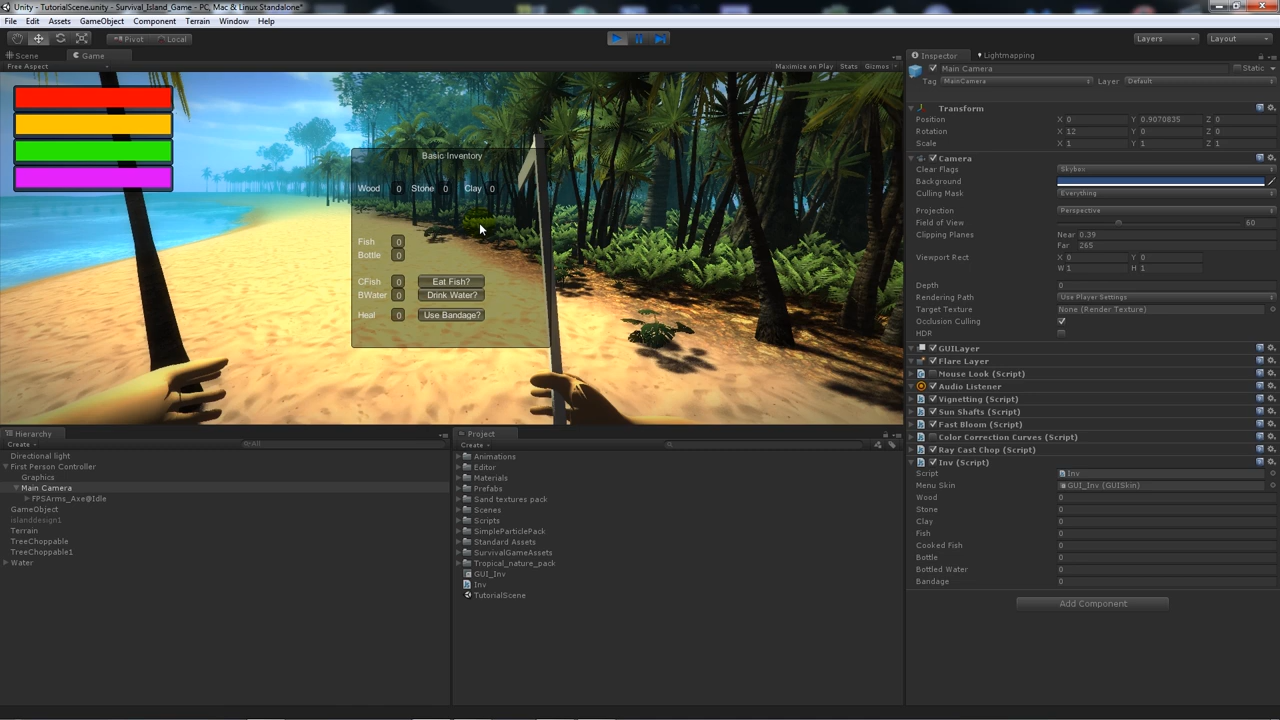 Unity - TutorialScene.unity - Survival_Island_Game - PC, Mac & Linux Standalone*
File Edit Assets GameObject Component Terrain Window Help
Pivot Local Layers Layout
Scene Game
Free Aspect Maximize on Play Stats Gizmos
Basic Inventory
Wood 0 Stone 0 Clay 0
Fish 0
Bottle 0
CFish 0 Eat Fish?
BWater 0 Drink Water?
Heal 0 Use Bandage?
Inspector Lightmapping
Main Camera Static
Tag MainCamera Layer Default
Transform
Position X 0 Y 0.9070835 Z 0
Rotation X 12 Y 0 Z 0
Scale X 1 Y 1 Z 1
Camera
Clear Flags Skybox
Background
Culling Mask Everything
Projection Perspective
Field of View 60
Clipping Planes Near 0.39
Far 265
Viewport Rect X 0 Y 0
W 1 H 1
Depth 0
Rendering Path Use Player Settings
Target Texture None (Render Texture)
Occlusion Culling
HDR
GUILayer
Flare Layer
Mouse Look (Script)
Audio Listener
Vignetting (Script)
Sun Shafts (Script)
Fast Bloom (Script)
Color Correction Curves (Script)
Ray Cast Chop (Script)
Inv (Script)
Script Inv
Menu Skin GUI_Inv (GUISkin)
Wood 0
Stone 0
Clay 0
Fish 0
Cooked Fish 0
Bottle 0
Bottled Water 0
Bandage 0
Add Component
Hierarchy
Create All
Directional light
First Person Controller
Graphics
Main Camera
FPSArms_Axe@Idle
GameObject
islanddesign1
Terrain
TreeChoppable
TreeChoppable1
Water
Project
Create
Animations
Editor
Materials
Prefabs
Sand textures pack
Scenes
Scripts
SimpleParticlePack
Standard Assets
SurvivalGameAssets
Tropical_nature_pack
GUI_Inv
Inv
TutorialScene